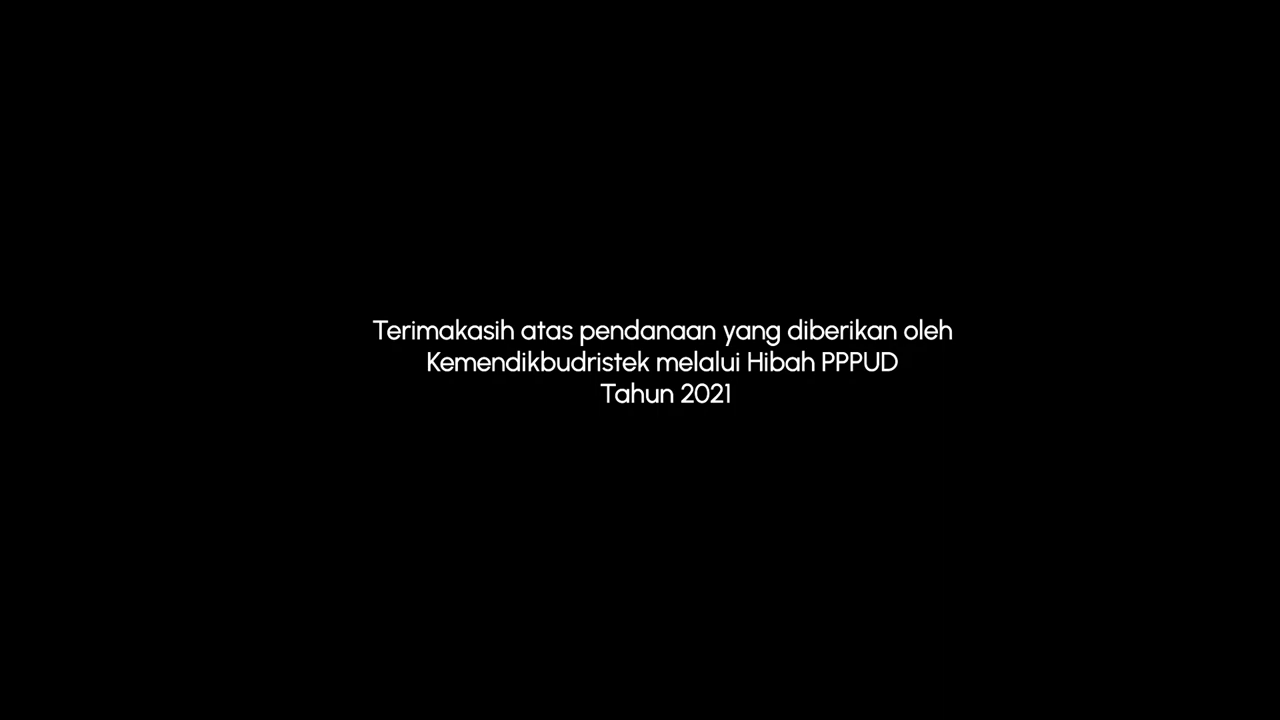 Terimakasih atas pendanaan yang diberikan oleh
Kemendikbudristek melalui Hibah PPPUD
Tahun 2021